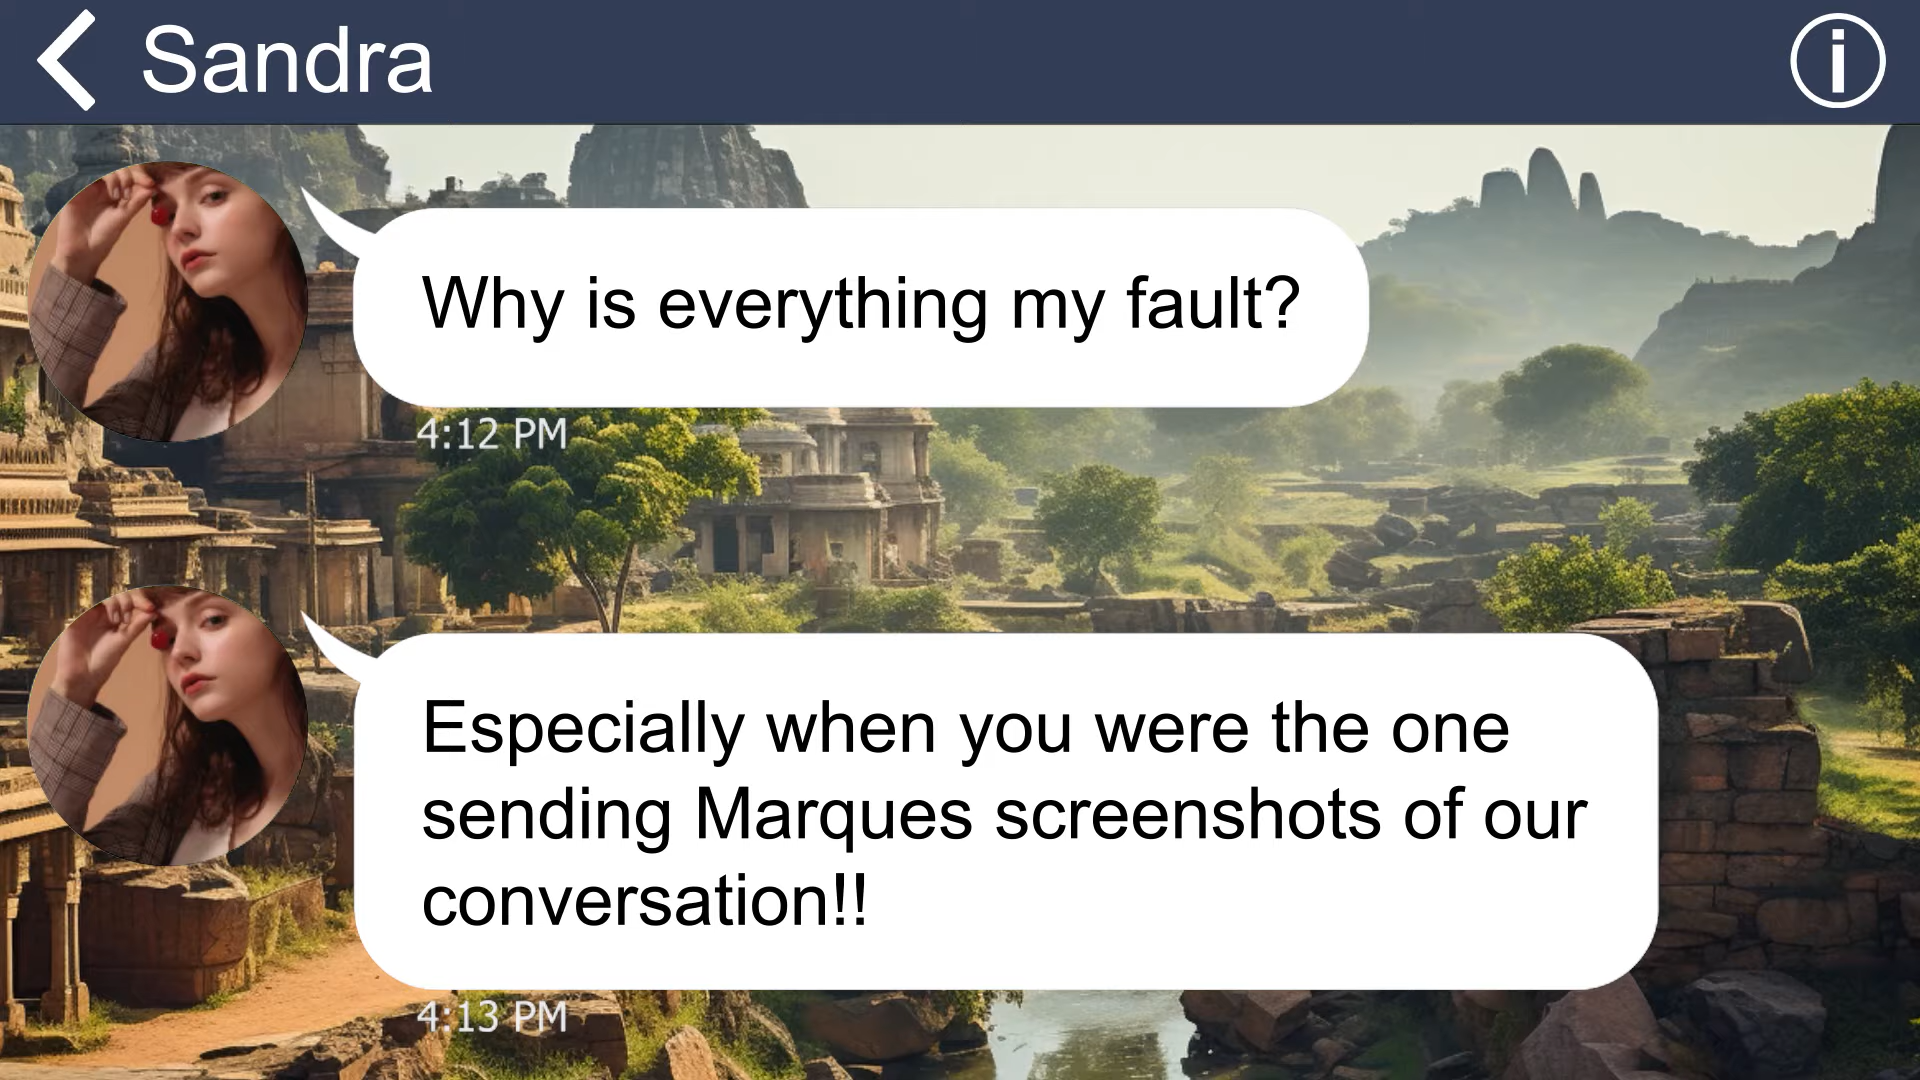 Sandra
Why is everything my fault?
4:12 PM
Especially when you were the one
sending Marques screenshots of our
conversation!!
4:13 PM